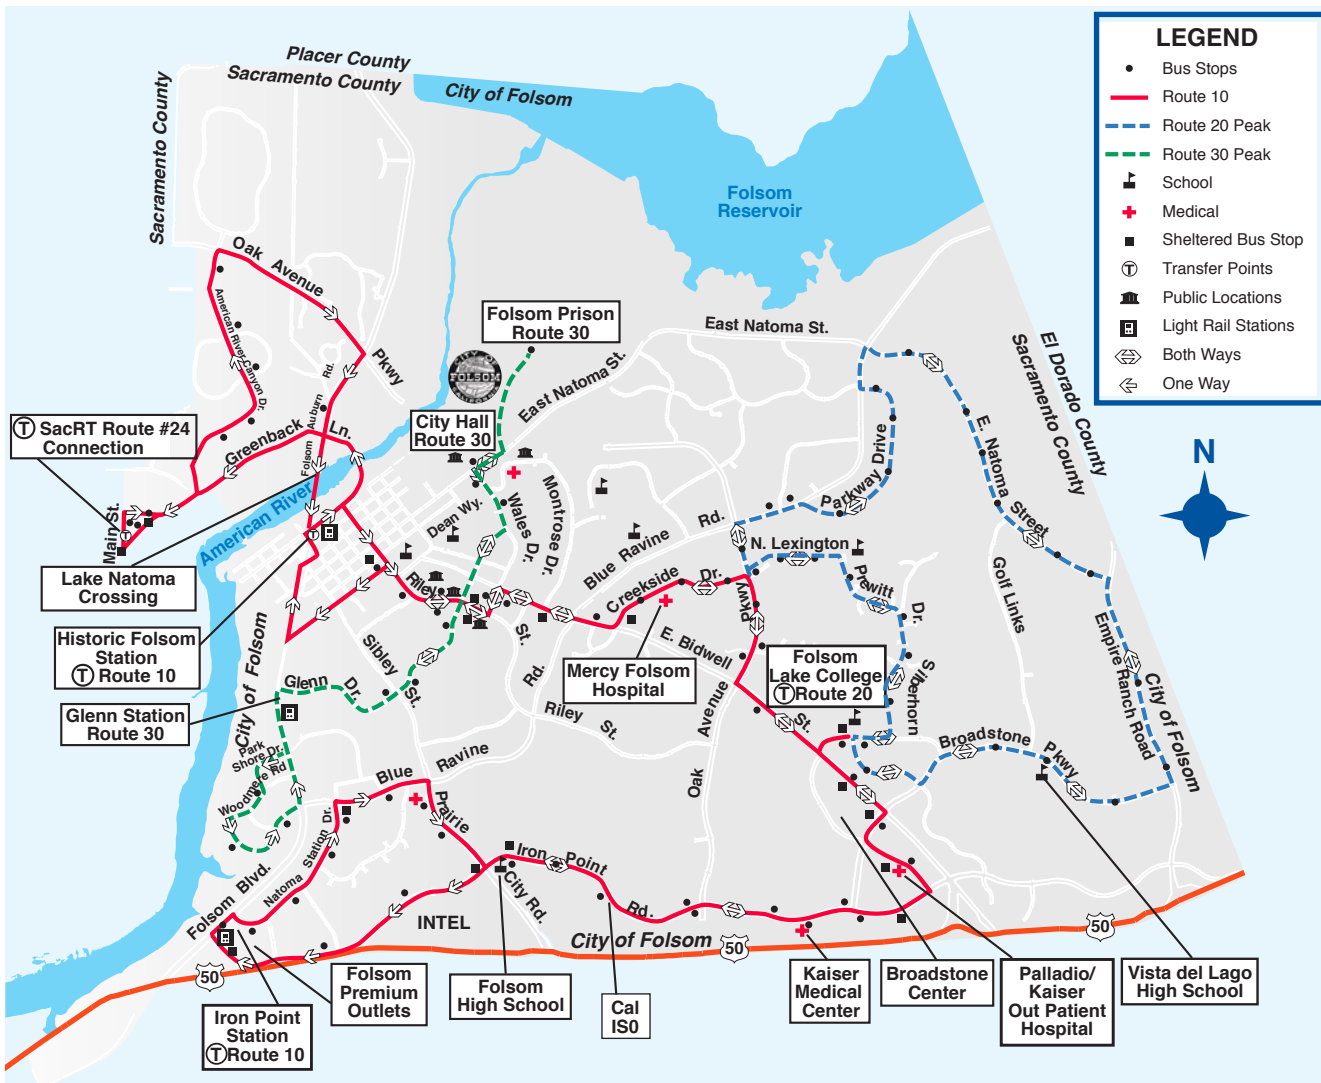 Placer County
Sacramento County
Sacramento County
City of Folsom
Folsom
Reservoir
LEGEND
Bus Stops
Route 10
Route 20 Peak
Route 30 Peak
School
Medical
Sheltered Bus Stop
T Transfer Points
Public Locations
Light Rail Stations
Both Ways
One Way
El Dorado County
Sacramento County
N
Oak Avenue
Pkwy
American River Canyon Dr.
Folsom Auburn Rd.
Greenback Ln.
Main St.
American River
Folsom Prison
Route 30
CITY OF
FOLSOM
CALIFORNIA
City Hall
Route 30
East Natoma St.
East Natoma St.
T SacRT Route #24
Connection
Lake Natoma
Crossing
Historic Folsom
Station
T Route 10
Glenn Station
Route 30
City of Folsom
Dean Wy.
Wales Dr.
Montrose Dr.
Blue Ravine Rd.
Riley St.
Creekside Dr.
Parkway Drive
N. Lexington
Prewitt Dr.
Silberhorn
E. Natoma Street
Golf Links
Empire Ranch Road
City of Folsom
Sibley St.
Glenn Dr.
Rd.
Riley St.
E. Bidwell St.
Oak Avenue Pkwy
Mercy Folsom
Hospital
Folsom
Lake College
T Route 20
Broadstone Pkwy
Park
Shore Dr.
Woodmere Rd
Blue Ravine
Prairie City Rd.
Natoma Station Dr.
Folsom Blvd.
Iron Point Rd.
INTEL
City of Folsom
50
50
50
Iron Point
Station
T Route 10
Folsom
Premium
Outlets
Folsom
High School
Cal
ISO
Kaiser
Medical
Center
Broadstone
Center
Palladio/
Kaiser
Out Patient
Hospital
Vista del Lago
High School